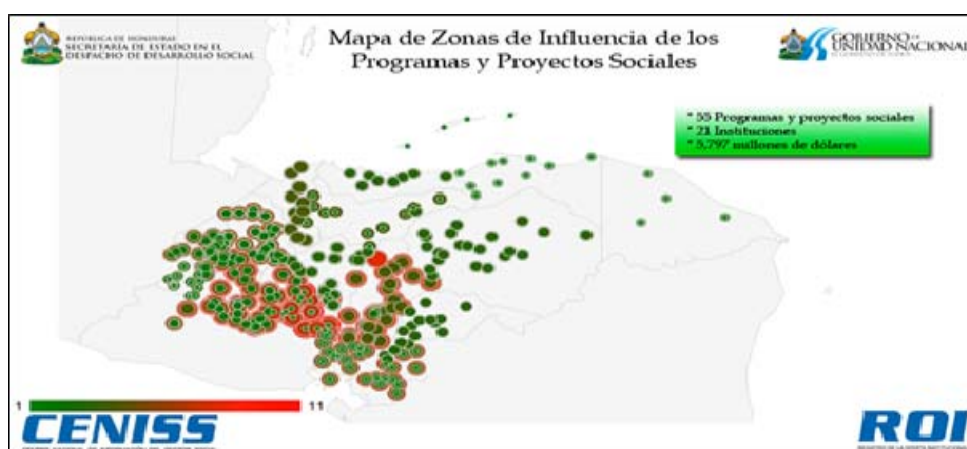 REPUBLICA DE HONDURAS
SECRETARÍA DE ESTADO EN EL
DESPACHO DE DESARROLLO SOCIAL
Mapa de Zonas de Influencia de los
Programas y Proyectos Sociales
GOBIERNO DE
UNIDAD NACIONAL
* 55 Programas y proyectos sociales
* 21 Instituciones
* 5,797 millones de dólares
1
11
CENISS
ROI